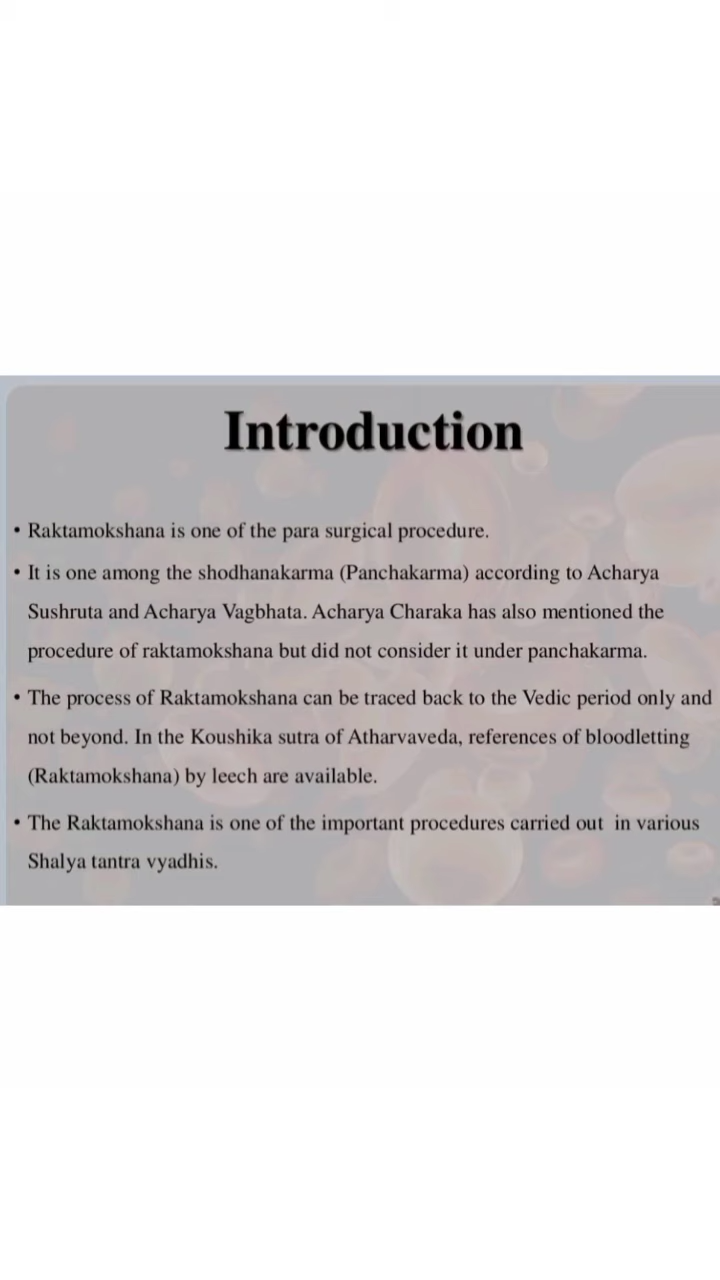 Introduction
• Raktamokshana is one of the para surgical procedure.
• It is one among the shodhanakarma (Panchakarma) according to Acharya
Sushruta and Acharya Vagbhata. Acharya Charaka has also mentioned the
procedure of raktamokshana but did not consider it under panchakarma.
• The process of Raktamokshana can be traced back to the Vedic period only and
not beyond. In the Koushika sutra of Atharvaveda, references of bloodletting
(Raktamokshana) by leech are available.
• The Raktamokshana is one of the important procedures carried out  in various
Shalya tantra vyadhis.